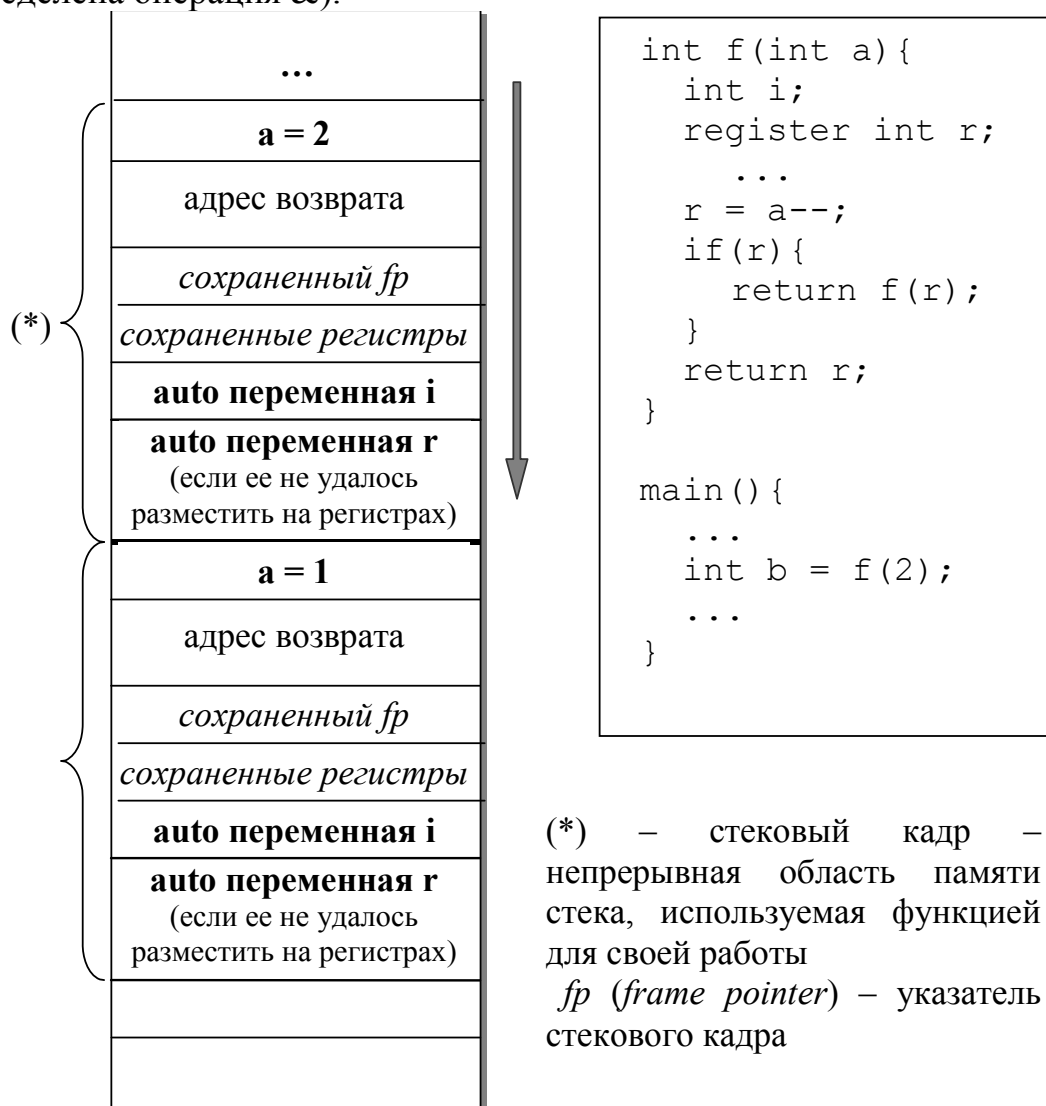 …
a = 2
адрес возврата
сохраненный fp
(*)
сохраненные регистры
auto переменная i
auto переменная r
(если ее не удалось
разместить на регистрах)
a = 1
адрес возврата
сохраненный fp
сохраненные регистры
auto переменная i
auto переменная r
(если ее не удалось
разместить на регистрах)
int f(int a){
int i;
register int r;
...
r = a--;
if(r){
return f(r);
}
return r;
}
main(){
...
int b = f(2);
...
}
(*) – стековый кадр –
непрерывная область памяти
стека, используемая функцией
для своей работы
fp (frame pointer) – указатель
стекового кадра